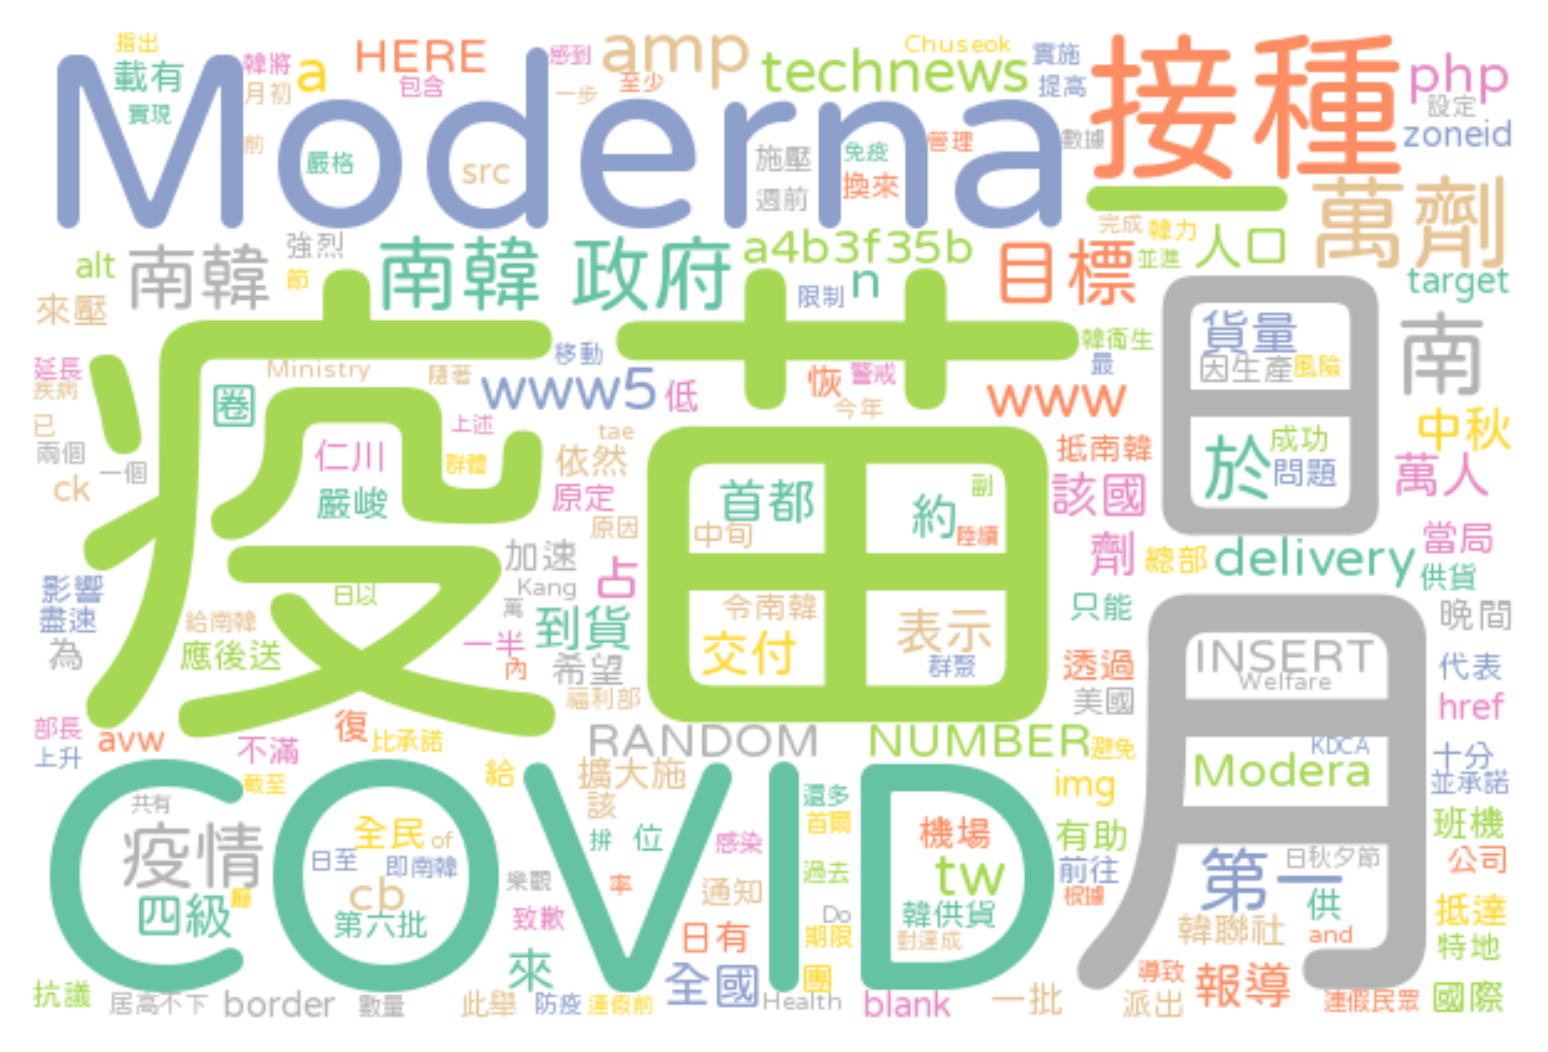 指出 Chuseok
HERE 感到 amp 實施
載有 韓將 a 包含 至少 technews 提高 接種 php
實現 月初 一步 設定
Moderna
前 管理 數據 zoneid
嚴格 src 施壓 免疫
週前 換來 一 萬劑
強烈 完成 韓力 人口
alt 南韓 南韓 政府 a4b3f35b 目標 並進 target
節 限制 n
來壓
疫苗 日
移動 韓衛生 貨量 南
延長 Ministry 隨著 最 因生產 風險
疾病 www5 低 恢 警戒 www
圈 今年
已 上述 tae 中秋
兩個 仁川 群體 依然 抵南韓 於 成功
一個 問題
ck 嚴峻 原定 首都 約 副 該國 萬人
原因 中旬 陸續
加速 劑 總部 delivery 當局
影響 Kang 占 供貨
日以 萬 令南韓 只能 晚間
盡速 給南韓 到貨 表示
為 應後送 一半 交付 月 INSERT
內 希望 群聚 透過 Welfare 代表
福利部 美國 href
部長 avw 復 RANDOM NUMBER
上升 不滿 比承諾 避免 KDCA 十分
截至 給 擴大施 img Modera 並承諾
COVID
共有 該 還多 班機
疫情 全民 of 拚 位 首爾 機場 有助
日至 即南韓 感染 第一 日秋夕節 公司
樂觀 率 過去 tw 前往
cb 通知 根據
四級 廳 第六批 致歉 Do 韓供貨 供 抵達
日有 期限 對達成 韓聯社 and 特地
來 全國 團 導致 報導
抗議 居高不下 border 數量 此舉 防疫 連假前 Health blank 一批 派出 連假民眾 國際